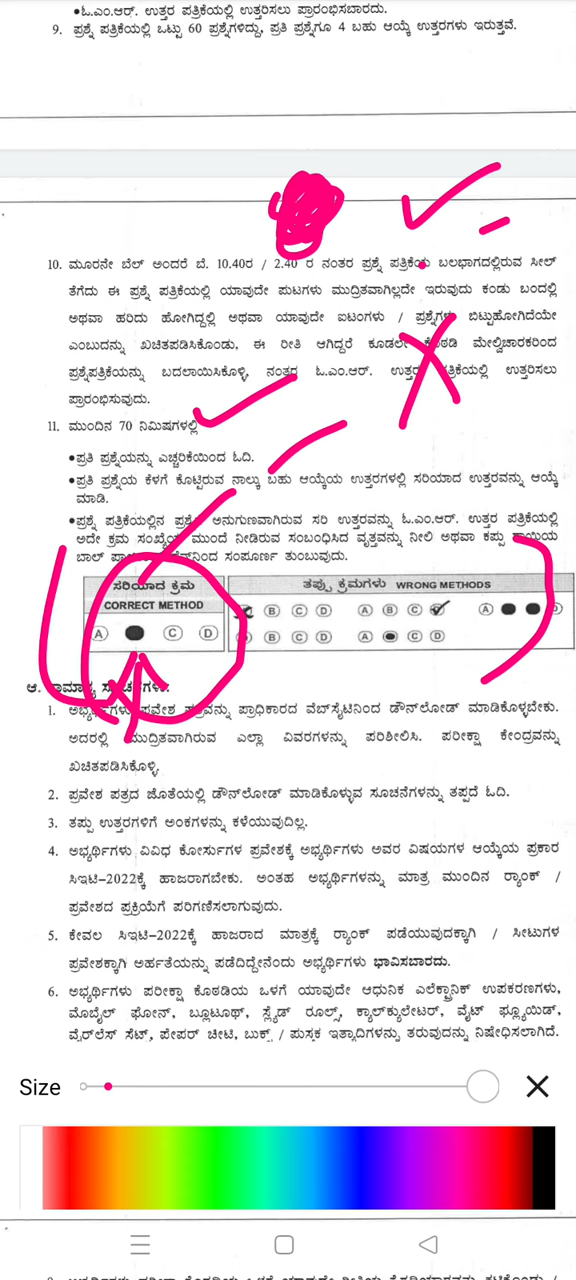 •ಓ.ಎಂ.ಆರ್. ಉತ್ತರ ಪತ್ರಿಕೆಯಲ್ಲಿ ಉತ್ತರಿಸಲು ಪ್ರಾರಂಭಿಸಬಾರದು.
9. ಪ್ರಶ್ನೆ ಪತ್ರಿಕೆಯಲ್ಲಿ ಒಟ್ಟು 60 ಪ್ರಶ್ನೆಗಳಿದ್ದು, ಪ್ರತಿ ಪ್ರಶ್ನೆಗೂ 4 ಬಹು ಆಯ್ಕೆ ಉತ್ತರಗಳು ಇರುತ್ತವೆ.
10. ಮೂರನೇ ಬೆಲ್ ಅಂದರೆ ಬೆ. 10.40ರ / 2.40 ರ ನಂತರ ಪ್ರಶ್ನೆ ಪತ್ರಿಕೆಯ ಬಲಭಾಗದಲ್ಲಿರುವ ಸೀಲ್
ತೆಗೆದು ಈ ಪ್ರಶ್ನೆ ಪತ್ರಿಕೆಯಲ್ಲಿ ಯಾವುದೇ ಪುಟಗಳು ಮುದ್ರಿತವಾಗಿಲ್ಲದೇ ಇರುವುದು ಕಂಡು ಬಂದಲ್ಲಿ
ಅಥವಾ ಹರಿದು ಹೋಗಿದ್ದಲ್ಲಿ ಅಥವಾ ಯಾವುದೇ ಐಟಂಗಳು / ಪ್ರಶ್ನೆಗಳು ಬಿಟ್ಟುಹೋಗಿದೆಯೇ
ಎಂಬುದನ್ನು ಖಚಿತಪಡಿಸಿಕೊಂಡು, ಈ ರೀತಿ ಆಗಿದ್ದರೆ ಕೂಡಲೇ ಕೊಠಡಿ ಮೇಲ್ವಿಚಾರಕರಿಂದ
ಪ್ರಶ್ನೆಪತ್ರಿಕೆಯನ್ನು ಬದಲಾಯಿಸಿಕೊಳ್ಳಿ, ನಂತರ ಓ.ಎಂ.ಆರ್. ಉತ್ತರ ಪತ್ರಿಕೆಯಲ್ಲಿ ಉತ್ತರಿಸಲು
ಪ್ರಾರಂಭಿಸುವುದು.
11. ಮುಂದಿನ 70 ನಿಮಿಷಗಳಲ್ಲಿ
•ಪ್ರತಿ ಪ್ರಶ್ನೆಯನ್ನು ಎಚ್ಚರಿಕೆಯಿಂದ ಓದಿ.
•ಪ್ರತಿ ಪ್ರಶ್ನೆಯ ಕೆಳಗೆ ಕೊಟ್ಟಿರುವ ನಾಲ್ಕು ಬಹು ಆಯ್ಕೆಯ ಉತ್ತರಗಳಲ್ಲಿ ಸರಿಯಾದ ಉತ್ತರವನ್ನು ಆಯ್ಕೆ
ಮಾಡಿ.
•ಪ್ರಶ್ನೆ ಪತ್ರಿಕೆಯಲ್ಲಿನ ಅನುಗುಣವಾಗಿರುವ ಸರಿ ಉತ್ತರವನ್ನು ಓ.ಎಂ.ಆರ್. ಉತ್ತರ ಪತ್ರಿಕೆಯಲ್ಲಿ
ಅದೇ ಕ್ರಮ ಸಂಖ್ಯೆಯ ಮುಂದೆ ನೀಡಿರುವ ಸಂಬಂಧಿಸಿದ ವೃತ್ತವನ್ನು ನೀಲಿ ಅಥವಾ ಕಪ್ಪು ಶಾಯಿಯ
ಬಾಲ್ ಸಂಪೂರ್ಣ ತುಂಬುವುದು.
ಸರಿಯಾದ ಕ್ರಮ ತಪ್ಪು ಕ್ರಮಗಳು WRONG METHODS
CORRECT METHOD
B C D A B C A D
A C D
B C D A C D
ಆ. ಸಾಮಾನ್ಯ ಸೂಚನೆಗಳು:
1. ಅಭ್ಯರ್ಥಿಗಳು ಪ್ರವೇಶ ಪತ್ರವನ್ನು ಪ್ರಾಧಿಕಾರದ ವೆಬ್‌ಸೈಟಿನಿಂದ ಡೌನ್‌ಲೋಡ್ ಮಾಡಿಕೊಳ್ಳಬೇಕು.
ಅದರಲ್ಲಿ ಮುದ್ರಿತವಾಗಿರುವ ಎಲ್ಲಾ ವಿವರಗಳನ್ನು ಪರಿಶೀಲಿಸಿ. ಪರೀಕ್ಷಾ ಕೇಂದ್ರವನ್ನು
ಖಚಿತಪಡಿಸಿಕೊಳ್ಳಿ.
2. ಪ್ರವೇಶ ಪತ್ರದ ಜೊತೆಯಲ್ಲಿ ಡೌನ್‌ಲೋಡ್ ಮಾಡಿಕೊಳ್ಳುವ ಸೂಚನೆಗಳನ್ನು ತಪ್ಪದೆ ಓದಿ.
3. ತಪ್ಪು ಉತ್ತರಗಳಿಗೆ ಅಂಕಗಳನ್ನು ಕಳೆಯುವುದಿಲ್ಲ.
4. ಅಭ್ಯರ್ಥಿಗಳು ವಿವಿಧ ಕೋರ್ಸುಗಳ ಪ್ರವೇಶಕ್ಕೆ ಅಭ್ಯರ್ಥಿಗಳು ಅವರ ವಿಷಯಗಳ ಆಯ್ಕೆಯ ಪ್ರಕಾರ
ಸಿಇಟಿ–2022ಕ್ಕೆ ಹಾಜರಾಗಬೇಕು. ಅಂತಹ ಅಭ್ಯರ್ಥಿಗಳನ್ನು ಮಾತ್ರ ಮುಂದಿನ ರ‍್ಯಾಂಕ್ /
ಪ್ರವೇಶದ ಪ್ರಕ್ರಿಯೆಗೆ ಪರಿಗಣಿಸಲಾಗುವುದು.
5. ಕೇವಲ ಸಿಇಟಿ–2022ಕ್ಕೆ ಹಾಜರಾದ ಮಾತ್ರಕ್ಕೆ ರ‍್ಯಾಂಕ್ ಪಡೆಯುವುದಕ್ಕಾಗಿ / ಸೀಟುಗಳ
ಪ್ರವೇಶಕ್ಕಾಗಿ ಅರ್ಹತೆಯನ್ನು ಪಡೆದಿದ್ದೇನೆಂದು ಅಭ್ಯರ್ಥಿಗಳು ಭಾವಿಸಬಾರದು.
6. ಅಭ್ಯರ್ಥಿಗಳು ಪರೀಕ್ಷಾ ಕೊಠಡಿಯ ಒಳಗೆ ಯಾವುದೇ ಆಧುನಿಕ ಎಲೆಕ್ಟ್ರಾನಿಕ್ ಉಪಕರಣಗಳು,
ಮೊಬೈಲ್ ಫೋನ್, ಬ್ಲೂಟೂಥ್, ಸ್ಲೈಡ್ ರೂಲ್ಸ್, ಕ್ಯಾಲ್‌ಕ್ಯುಲೇಟರ್, ವೈಟ್ ಫ್ಲ್ಯೂಯಿಡ್,
ವೈರ್‌ಲೆಸ್ ಸೆಟ್, ಪೇಪರ್ ಚೀಟಿ, ಬುಕ್ಸ್ / ಪುಸ್ತಕ ಇತ್ಯಾದಿಗಳನ್ನು ತರುವುದನ್ನು ನಿಷೇಧಿಸಲಾಗಿದೆ.
Size